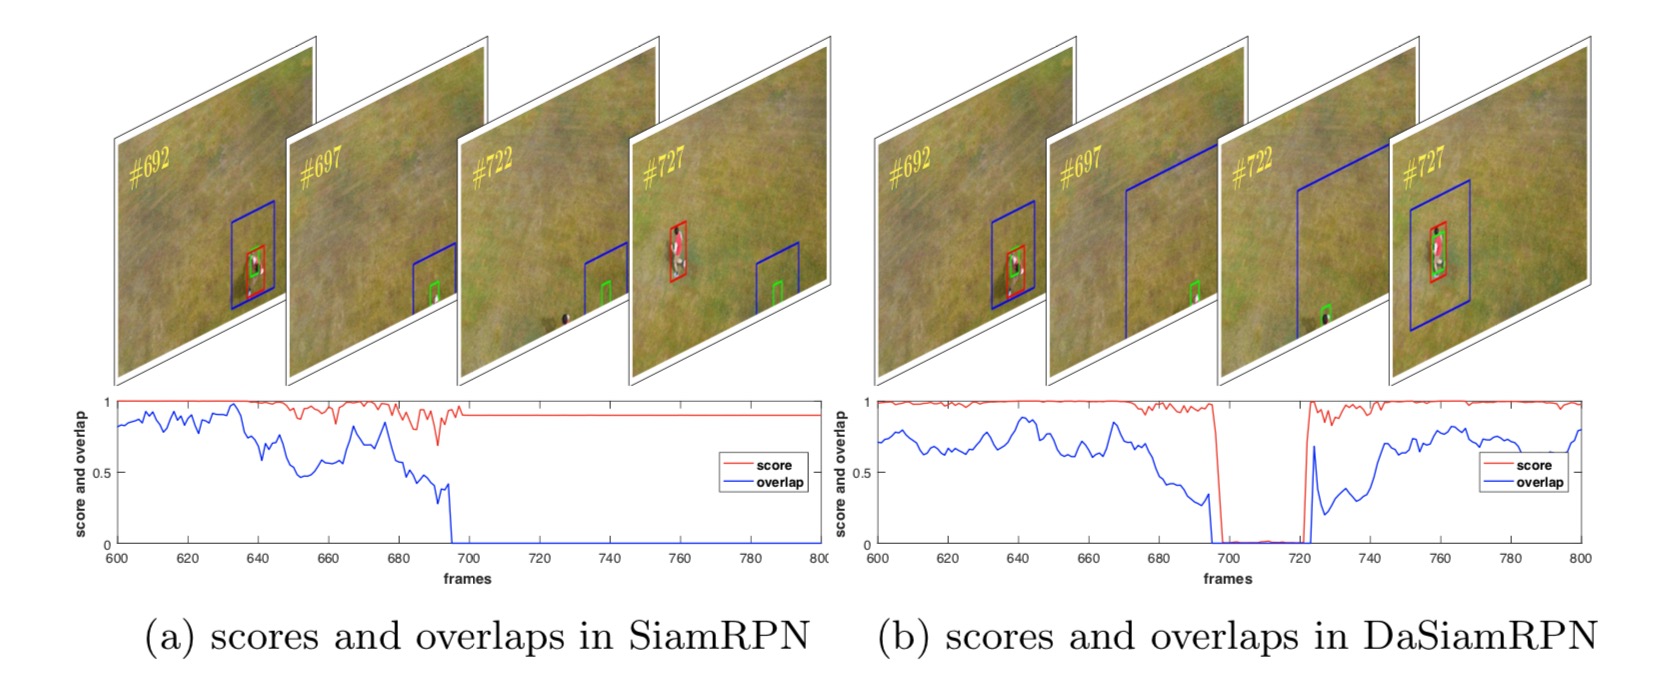 #692 #697 #722 #727
#692 #697 #722 #727
score and overlap
1
0.5
0
score
overlap
600 620 640 660 680 700 720 740 760 780 80
frames
score and overlap
1
0.5
0
score
overlap
600 620 640 660 680 700 720 740 760 780 800
frames
(a) scores and overlaps in SiamRPN
(b) scores and overlaps in DaSiamRPN